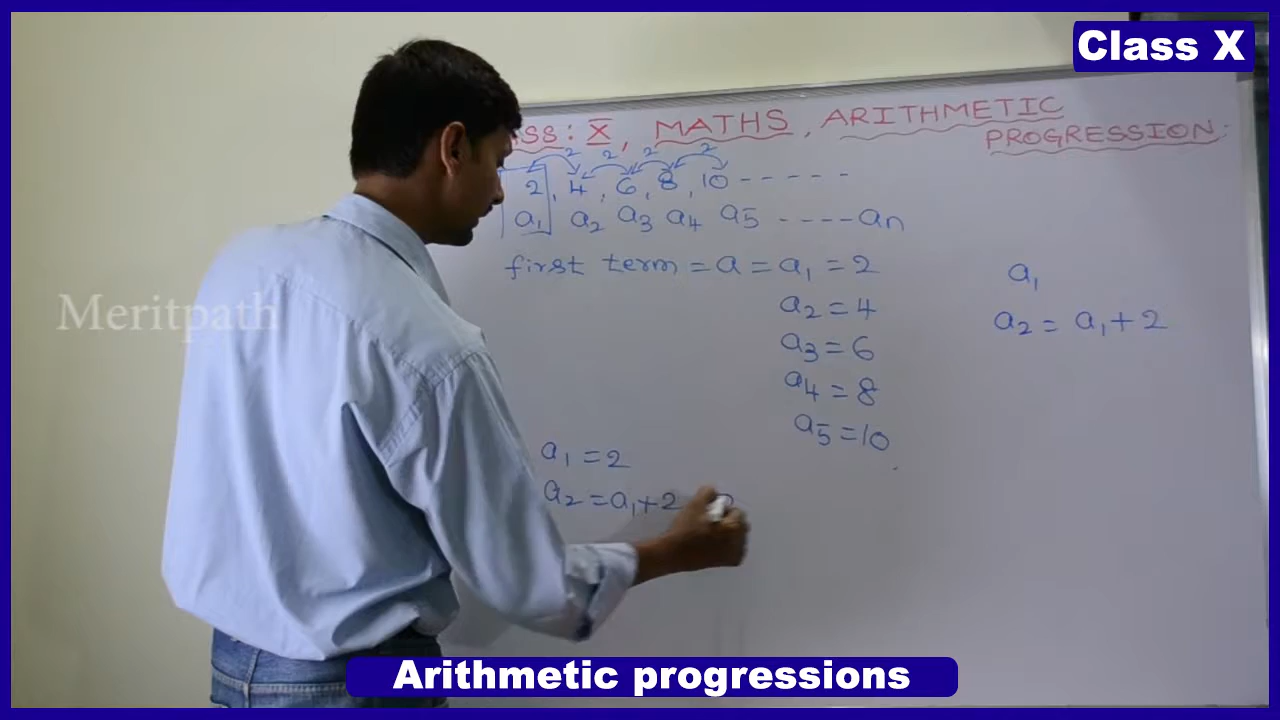 Class X
ASS: X, MATHS, ARITHMETIC
PROGRESSION:
2 2 2 2
2, 4, 6, 8, 10 -----
a₁ a₂ a₃ a₄ a₅ ---- aₙ
first term = a = a₁ = 2
a₂ = 4
a₃ = 6
a₄ = 8
a₅ = 10
a₁
a₂ = a₁ + 2
a₁ = 2
a₂ = a₁ + 2
Meritpath
Arithmetic progressions